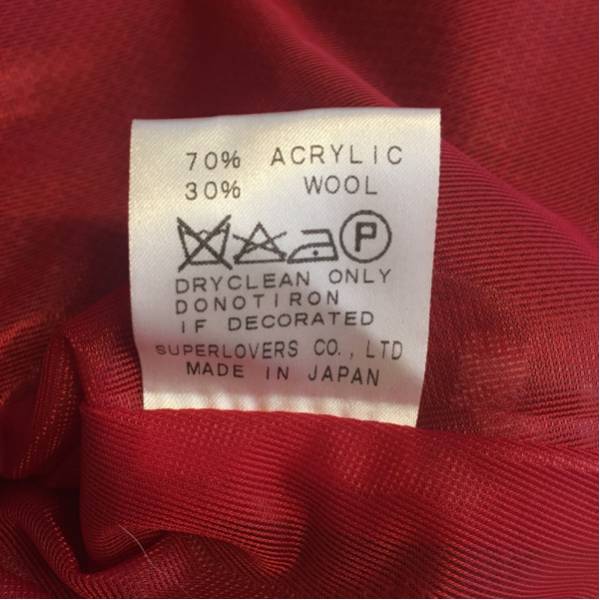 70% ACRYLIC
30% WOOL
P
DRYCLEAN ONLY
DONOTIRON
IF DECORATED
SUPERLOVERS CO., LTD
MADE IN JAPAN